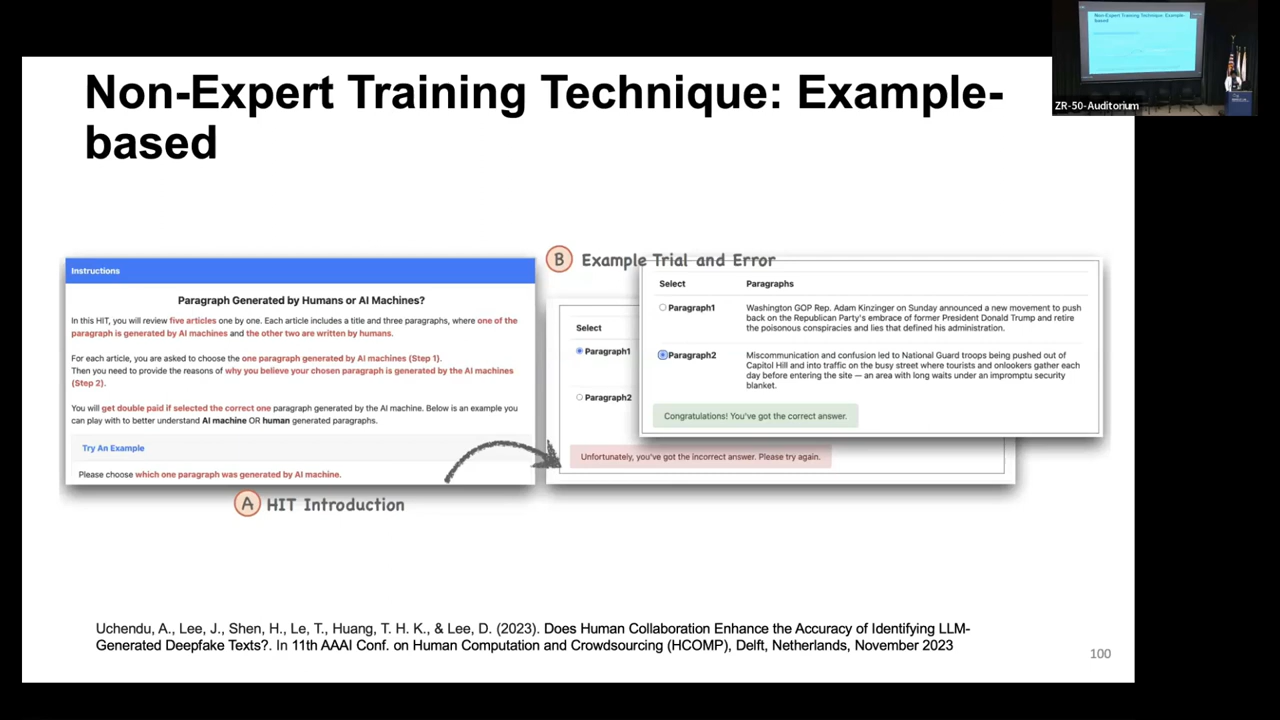 Non-Expert Training Technique: Example-
based
ZR-50-Auditorium
Instructions
Paragraph Generated by Humans or AI Machines?
In this HIT, you will review five articles one by one. Each article includes a title and three paragraphs, where one of the
paragraph is generated by AI machines and the other two are written by humans.
For each article, you are asked to choose the one paragraph generated by AI machines (Step 1).
Then you need to provide the reasons of why you believe your chosen paragraph is generated by the AI machines
(Step 2).
You will get double paid if selected the correct one paragraph generated by the AI machine. Below is an example you
can play with to better understand AI machine OR human generated paragraphs.
Try An Example
Please choose which one paragraph was generated by AI machine.
A HIT Introduction
B Example Trial and Error
Select
Paragraph1
Paragraph2
Unfortunately, you've got the incorrect answer. Please try again.
Select Paragraphs
Paragraph1 Washington GOP Rep. Adam Kinzinger on Sunday announced a new movement to push
back on the Republican Party's embrace of former President Donald Trump and retire
the poisonous conspiracies and lies that defined his administration.
Paragraph2 Miscommunication and confusion led to National Guard troops being pushed out of
Capitol Hill and into traffic on the busy street where tourists and onlookers gather each
day before entering the site — an area with long waits under an impromptu security
blanket.
Congratulations! You've got the correct answer.
Uchendu, A., Lee, J., Shen, H., Le, T., Huang, T. H. K., & Lee, D. (2023). Does Human Collaboration Enhance the Accuracy of Identifying LLM-
Generated Deepfake Texts?. In 11th AAAI Conf. on Human Computation and Crowdsourcing (HCOMP), Delft, Netherlands, November 2023
100
Non-Expert Training Technique: Example-
based